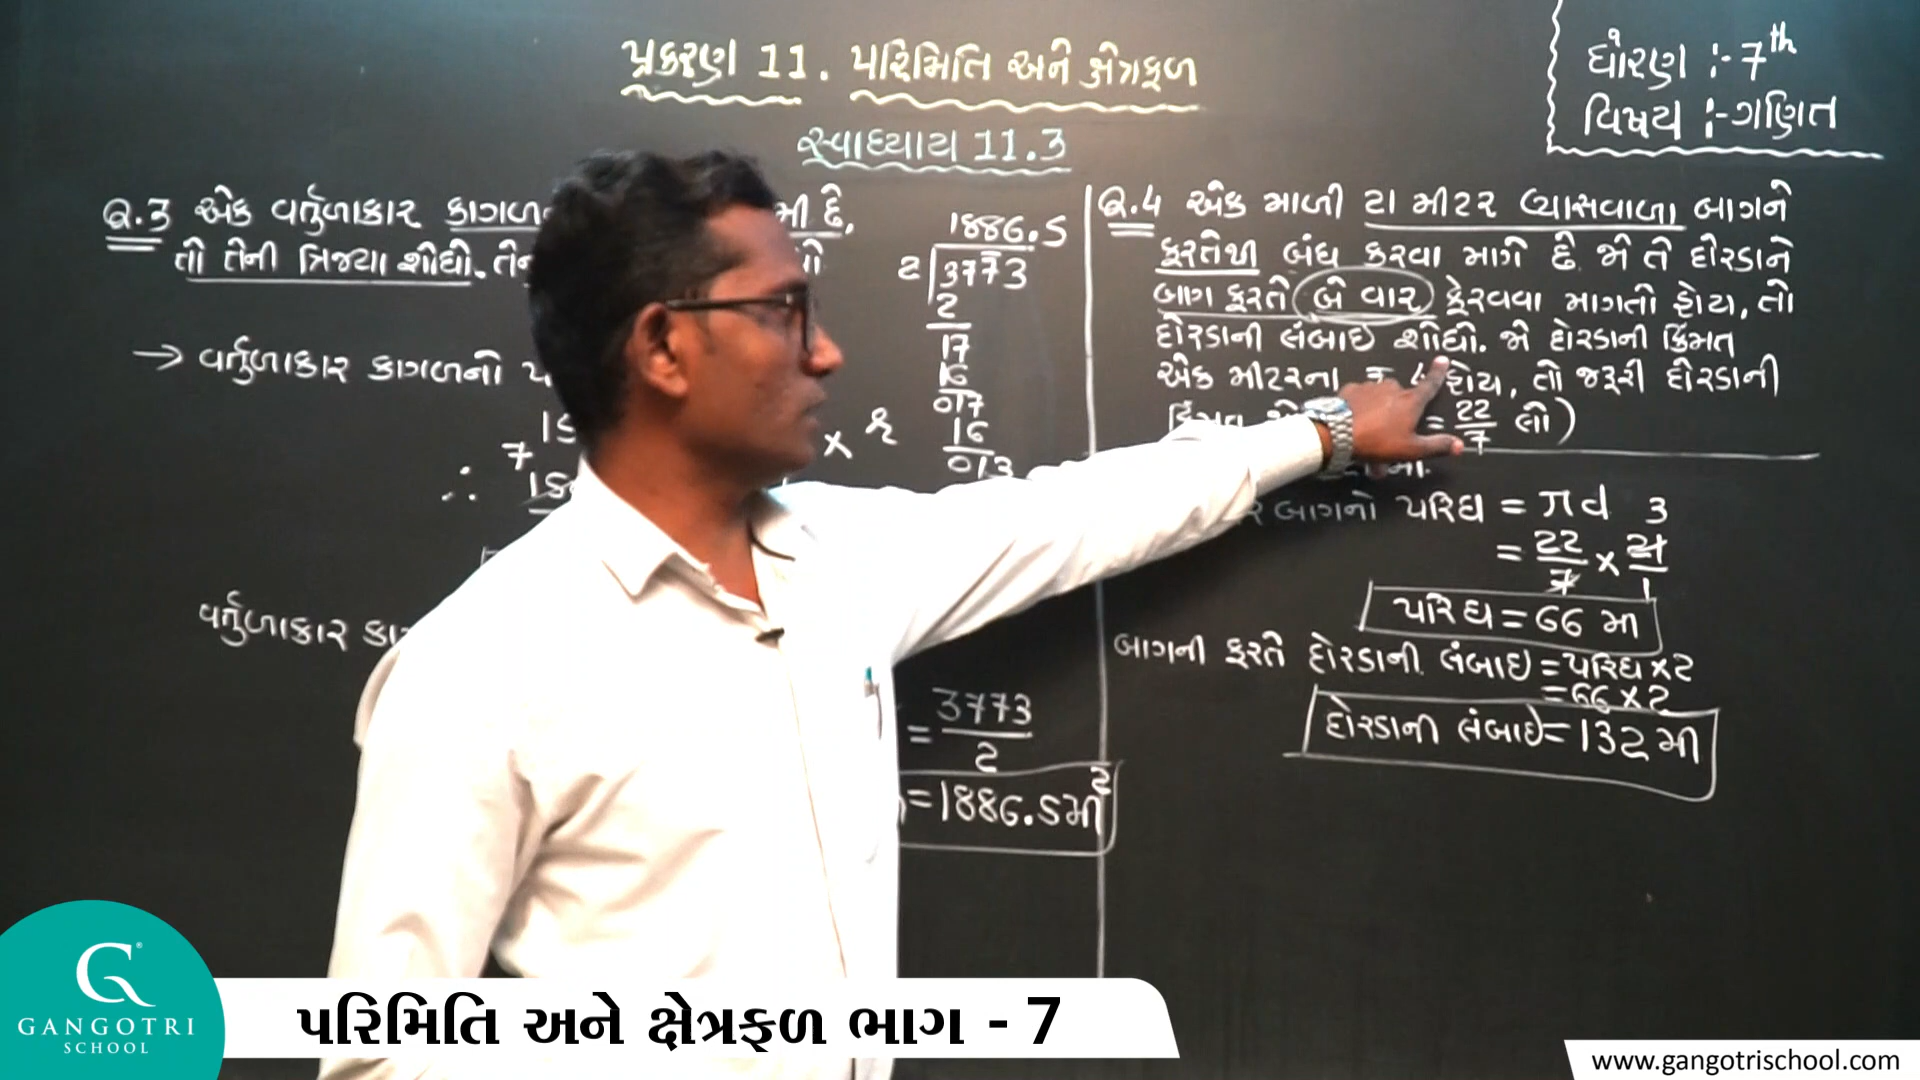 પ્રકરણ 11. પરિમિતિ અને ક્ષેત્રફળ
ધોરણ :- 7th
વિષય :- ગણિત
સ્વાધ્યાય 11.3
Q.3 એક વર્તુળાકાર કાગળ
તો તેની ત્રિજ્યા શોધો.
→ વર્તુળાકાર કાગળનો
7
∴
વર્તુળાકાર
× r
1886.5
2 3773
2
17
16
017
16
013
= 3773
2
=1886.5 મી²
Q.4 એક માળી 21 મીટર વ્યાસવાળા બાગને
ફરતેથી બંધ કરવા માગે છે. જો તે દોરડાને
બાગ ફરતે બે વાર ફેરવવા માગતો હોય, તો
દોરડાની લંબાઇ શોધો. જો દોરડાની કિંમત
એક મીટરના હોય, તો જરૂરી દોરડાની
= 22/7 લો)
બાગનો પરિઘ = πd 3
= 22/7 × 21/1
પરિઘ = 66 મી
બાગની ફરતે દોરડાની લંબાઇ = પરિઘ × 2
= 66 × 2
દોરડાની લંબાઇ = 132 મી
GANGOTRI
SCHOOL
પરિમિતિ અને ક્ષેત્રફળ ભાગ - 7
www.gangotrischool.com